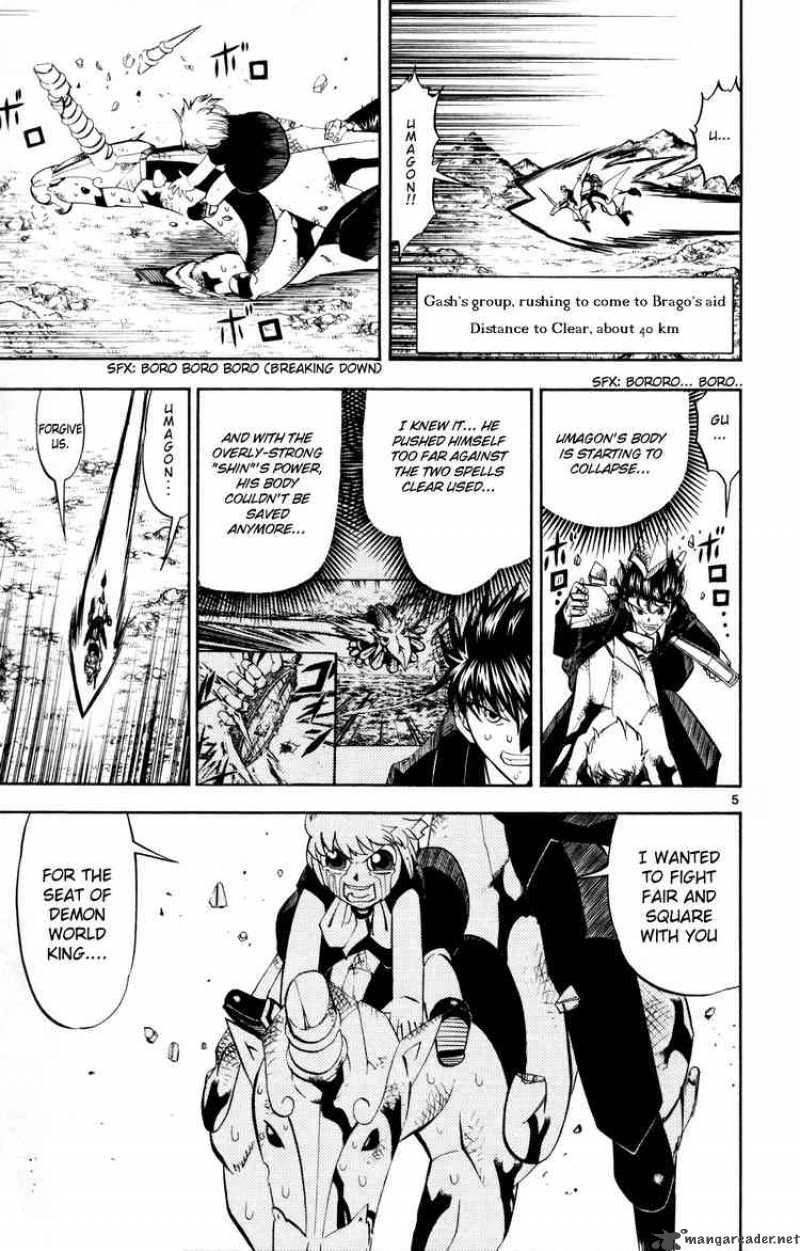 U...
U
M
A
G
O
N
!!
Gash's group, rushing to come to Brago's aid
Distance to Clear, about 40 km
ボロ
ボロ
ボロ
SFX: BORO BORO BORO (BREAKING DOWN)
SFX: BORORO... BORO..
GU
...
UMAGON'S BODY
IS STARTING
TO
COLLAPSE...
ボロロ…
ボロ…
I KNEW IT... HE
PUSHED HIMSELF
TOO FAR AGAINST
THE TWO SPELLS
CLEAR USED...
AND WITH THE
OVERLY-STRONG
"SHIN"'S POWER,
HIS BODY
COULDN'T BE
SAVED
ANYMORE...
U
M
A
G
O
N
...
FORGIVE
US.
5
I WANTED
TO FIGHT
FAIR AND
SQUARE
WITH YOU
FOR THE
SEAT OF
DEMON
WORLD
KING....
mangareader.net